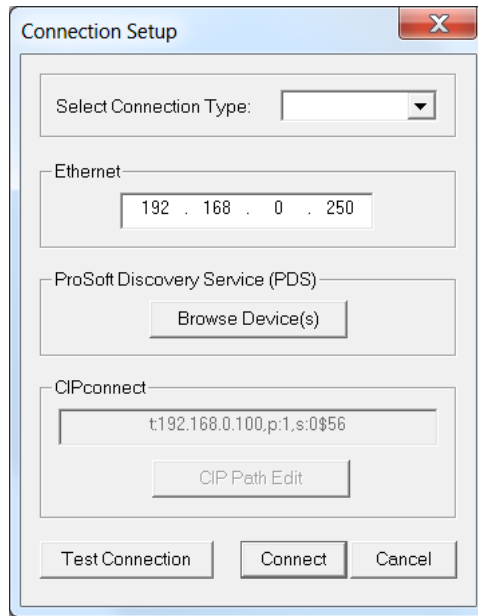 Connection Setup
Select Connection Type:
Ethernet
192 . 168 . 0 . 250
ProSoft Discovery Service (PDS)
Browse Device(s)
CIPconnect
t:192.168.0.100,p:1,s:0$56
CIP Path Edit
Test Connection Connect Cancel